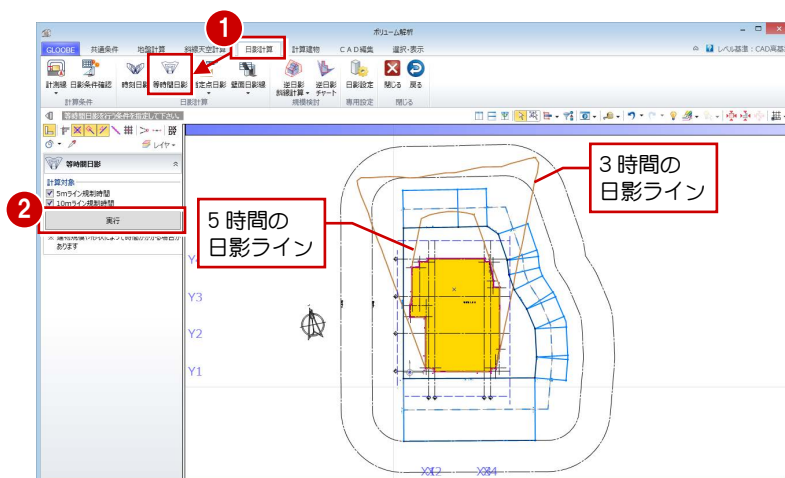 ボリューム解析
1
GLOOBE 共通条件 地盤計算 斜線天空計算 日影計算 計算建物 CAD編集 選択・表示
レベル基準：CAD高基
計測線 日影条件確認 時刻日影 等時間日影 指定点日影 壁面日影線 逆日影 斜線計算 逆日影 チャート 日影設定 閉じる 戻る
計算条件 日影計算 規模検討 専用設定 閉じる
等時間日影を行う条件を指定して下さい。
レイヤー
等時間日影
計算対象
5mライン規制時間
10mライン規制時間
2
実行
あります
3時間の
日影ライン
5時間の
日影ライン
Y3
Y2
Y1